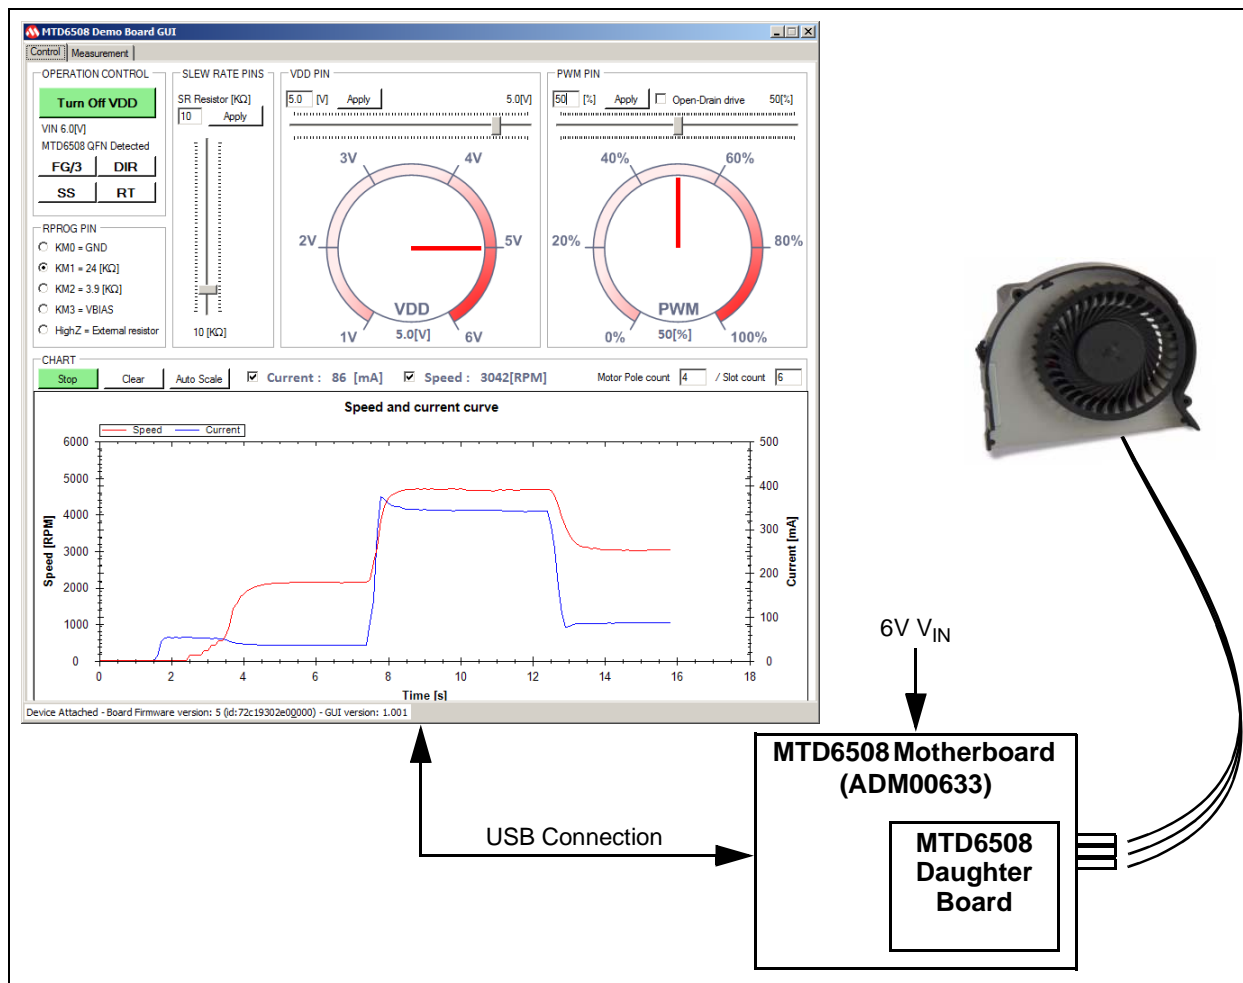 MTD6508 Demo Board GUI
Control Measurement
OPERATION CONTROL
Turn Off VDD
VIN 6.0[V]
MTD6508 QFN Detected
FG/3 DIR
SS RT
RPROG PIN
KM0 = GND
KM1 = 24 [KΩ]
KM2 = 3.9 [KΩ]
KM3 = VBIAS
HighZ = External resistor
SLEW RATE PINS
SR Resistor [KΩ]
10 Apply
10 [KΩ]
VDD PIN
5.0 [V] Apply 5.0[V]
3V 4V
2V 5V
VDD
1V 5.0[V] 6V
PWM PIN
50 [%] Apply Open-Drain drive 50[%]
40% 60%
20% 80%
PWM
0% 50[%] 100%
CHART
Stop Clear Auto Scale Current : 86 [mA] Speed : 3042[RPM] Motor Pole count 4 / Slot count 6
Speed and current curve
Speed Current
6000 500
5000 400
4000 300
3000 200
2000 100
1000 0
0
Speed [RPM]
Current [mA]
0 2 4 6 8 10 12 14 16 18
Time [s]
Device Attached - Board Firmware version: 5 (id:72c19302e00000) - GUI version: 1.001
6V VIN
MTD6508 Motherboard
(ADM00633)
USB Connection
MTD6508
Daughter
Board